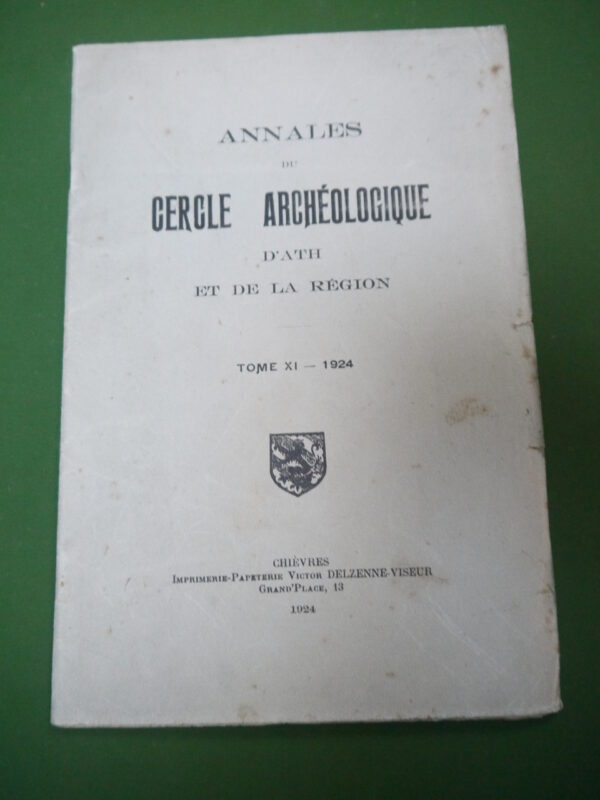 ANNALES
DU
CERCLE ARCHÉOLOGIQUE
D'ATH
ET DE LA RÉGION
TOME XI — 1924
CHIÈVRES
IMPRIMERIE-PAPETERIE VICTOR DELZENNE-VISEUR
GRAND'PLACE, 13
1924